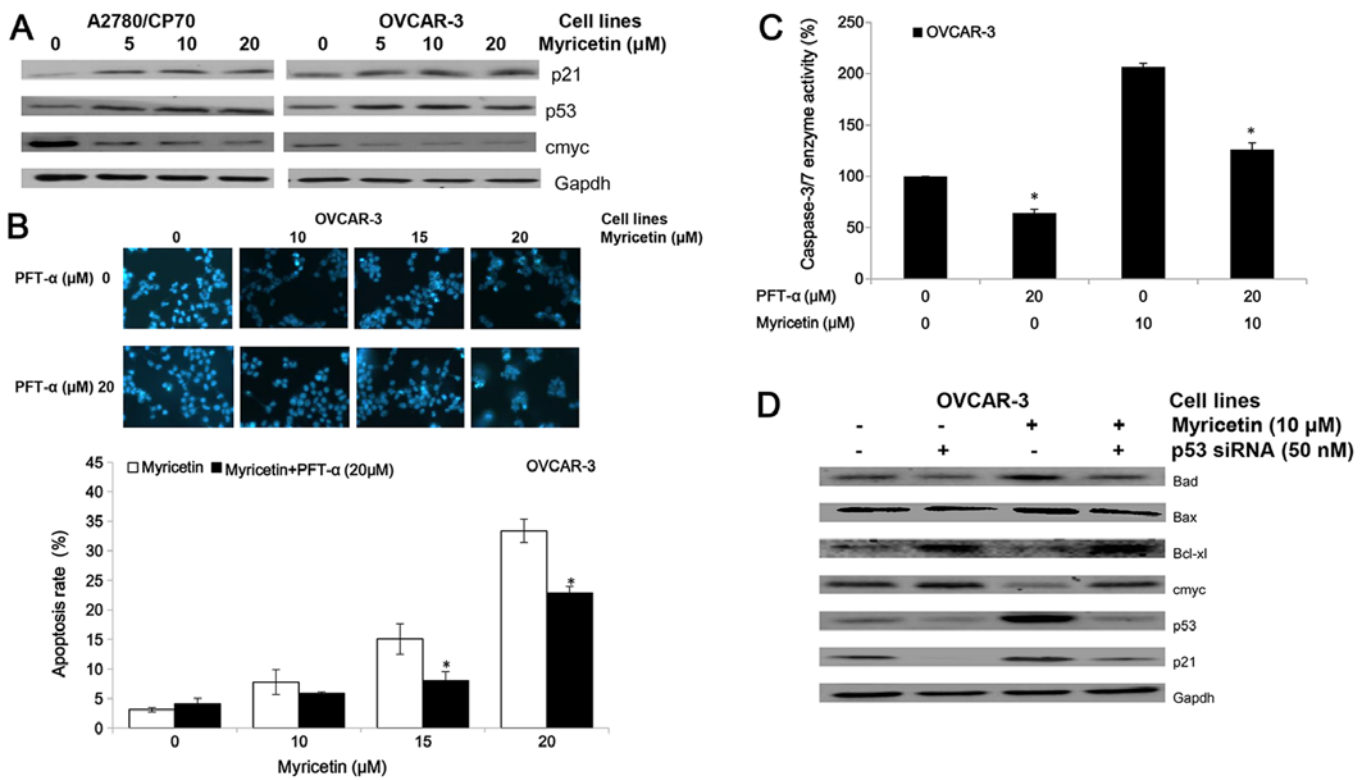 A
A2780/CP70 OVCAR-3 Cell lines
0 5 10 20 0 5 10 20 Myricetin (µM)
p21
p53
cmyc
Gapdh
B
OVCAR-3 Cell lines
0 10 15 20 Myricetin (µM)
PFT-α (µM) 0
PFT-α (µM) 20
Myricetin Myricetin+PFT-α (20µM) OVCAR-3
Apoptosis rate (%)
45
40
35
30
25
20
15
10
5
0
* *
0 10 15 20
Myricetin (µM)
C
OVCAR-3
Caspase-3/7 enzyme activity (%)
250
200
150
100
50
0
* *
PFT-α (µM) 0 20 0 20
Myricetin (µM) 0 0 10 10
D
OVCAR-3 Cell lines
- - + + Myricetin (10 µM)
- + - + p53 siRNA (50 nM)
Bad
Bax
Bcl-xl
cmyc
p53
p21
Gapdh